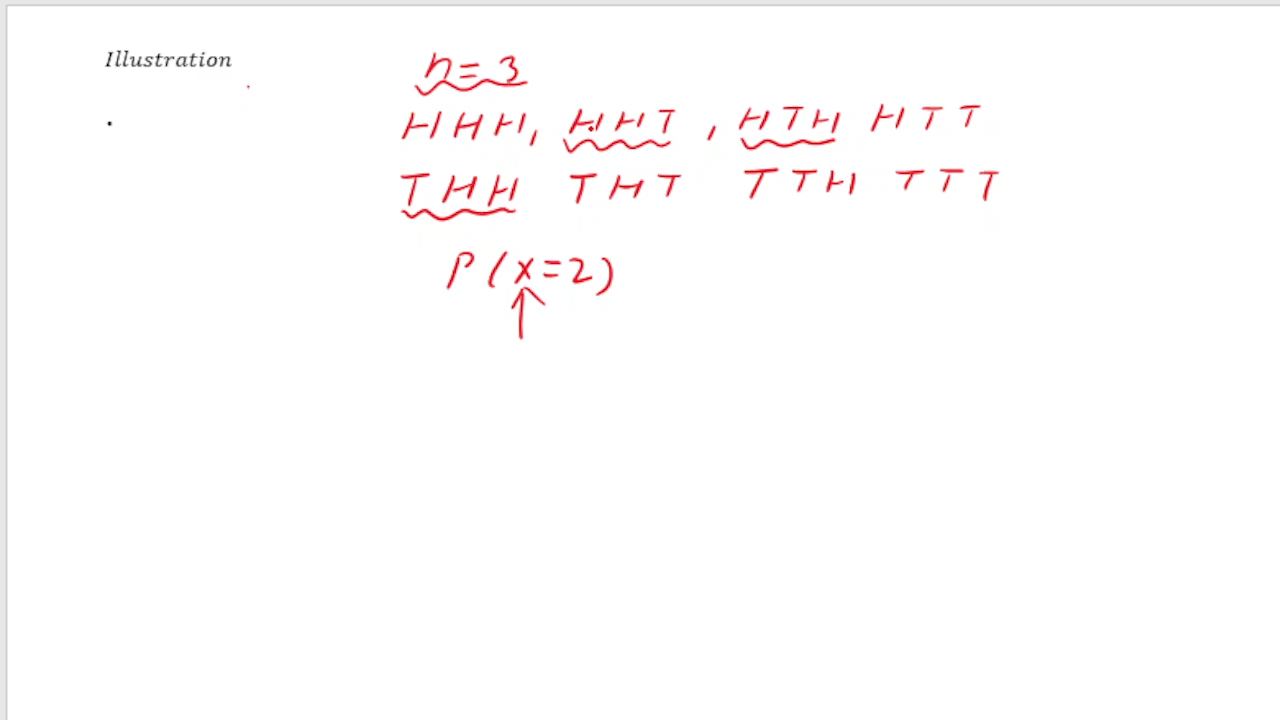 Illustration
n = 3
HHH, HHT, HTH HTT
THH THT TTH TTT
P(x=2)